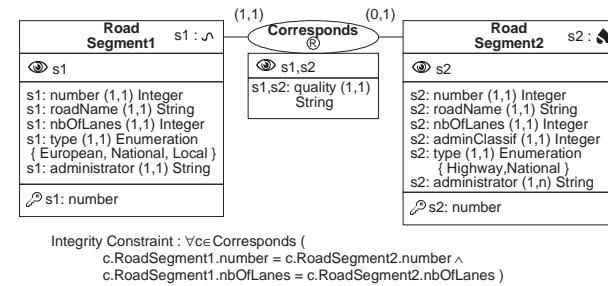 (1,1)
(0,1)
Road
Segment1
s1 :
Corresponds
R
Road
Segment2
s2 :
s1
s1: number (1,1) Integer
s1: roadName (1,1) String
s1: nbOfLanes (1,1) Integer
s1: type (1,1) Enumeration
{ European, National, Local }
s1: administrator (1,1) String
s1: number
s1,s2
s1,s2: quality (1,1)
String
s2
s2: number (1,1) Integer
s2: roadName (1,1) String
s2: nbOfLanes (1,1) Integer
s2: adminClassif (1,1) Integer
s2: type (1,1) Enumeration
{ Highway,National }
s2: administrator (1,n) String
s2: number
Integrity Constraint : ∀c∈Corresponds (
c.RoadSegment1.number = c.RoadSegment2.number ∧
c.RoadSegment1.nbOfLanes = c.RoadSegment2.nbOfLanes )